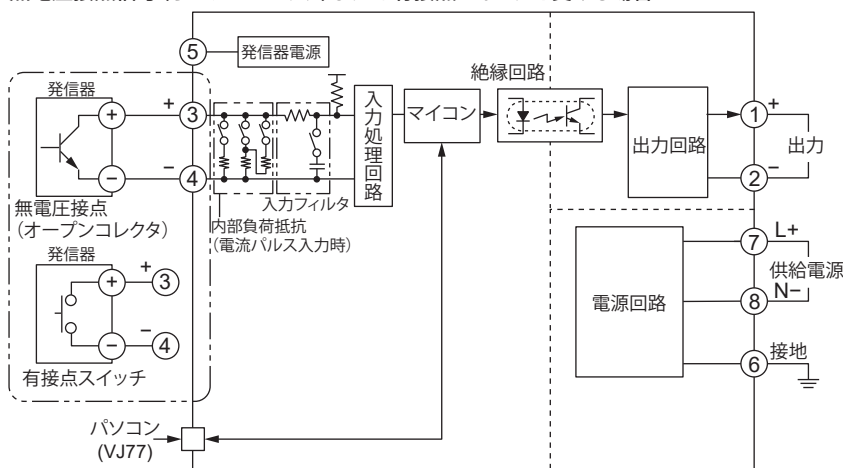 5
発信器電源
発信器
+
−
+
−
3
4
無電圧接点
(オープンコレクタ)
内部負荷抵抗
(電流パルス入力時)
入力フィルタ
入力処理回路
マイコン
絶縁回路
出力回路
1
+
出力
2
−
発信器
+
−
+
3
−
4
有接点スイッチ
電源回路
7
L+
供給電源
8
N−
6
接地
パソコン
(VJ77)